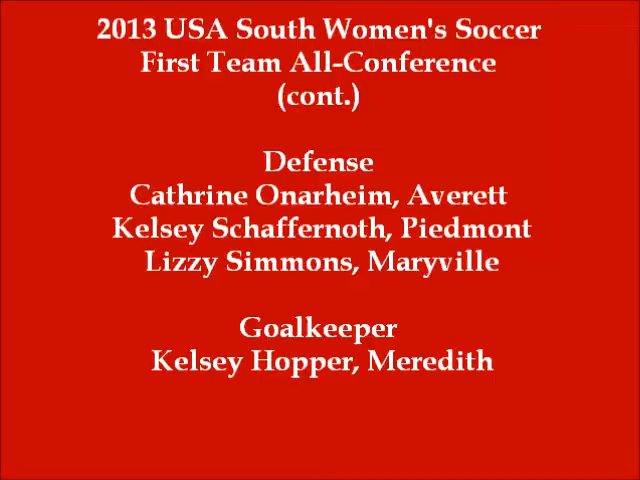 2013 USA South Women's Soccer
First Team All-Conference
(cont.)
Defense
Cathrine Onarheim, Averett
Kelsey Schaffernoth, Piedmont
Lizzy Simmons, Maryville
Goalkeeper
Kelsey Hopper, Meredith